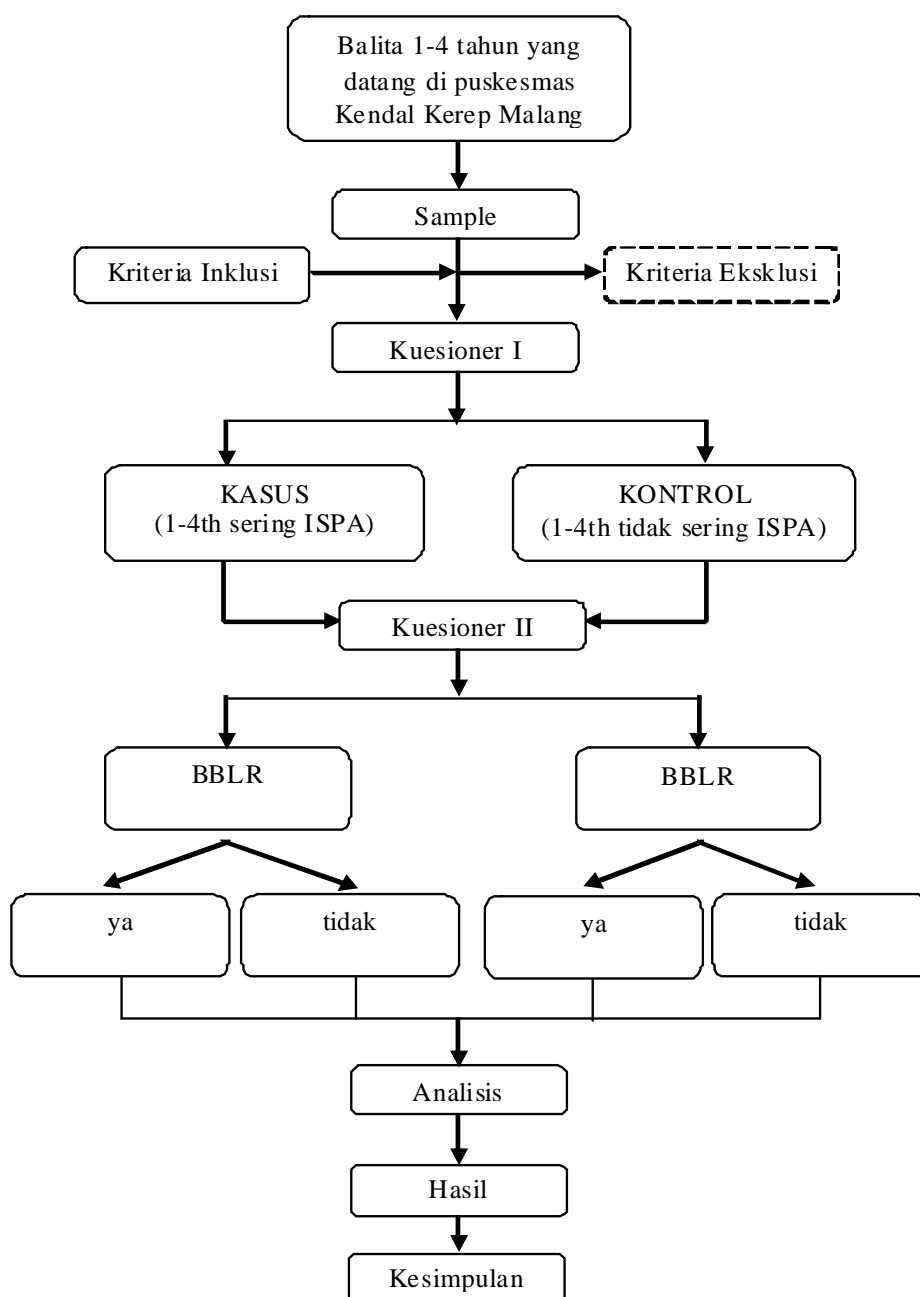 Balita 1-4 tahun yang
datang di puskesmas
Kendal Kerep Malang
Sample
Kriteria Inklusi
Kriteria Eksklusi
Kuesioner I
KASUS
(1-4th sering ISPA)
KONTROL
(1-4th tidak sering ISPA)
Kuesioner II
BBLR
BBLR
ya
tidak
ya
tidak
Analisis
Hasil
Kesimpulan